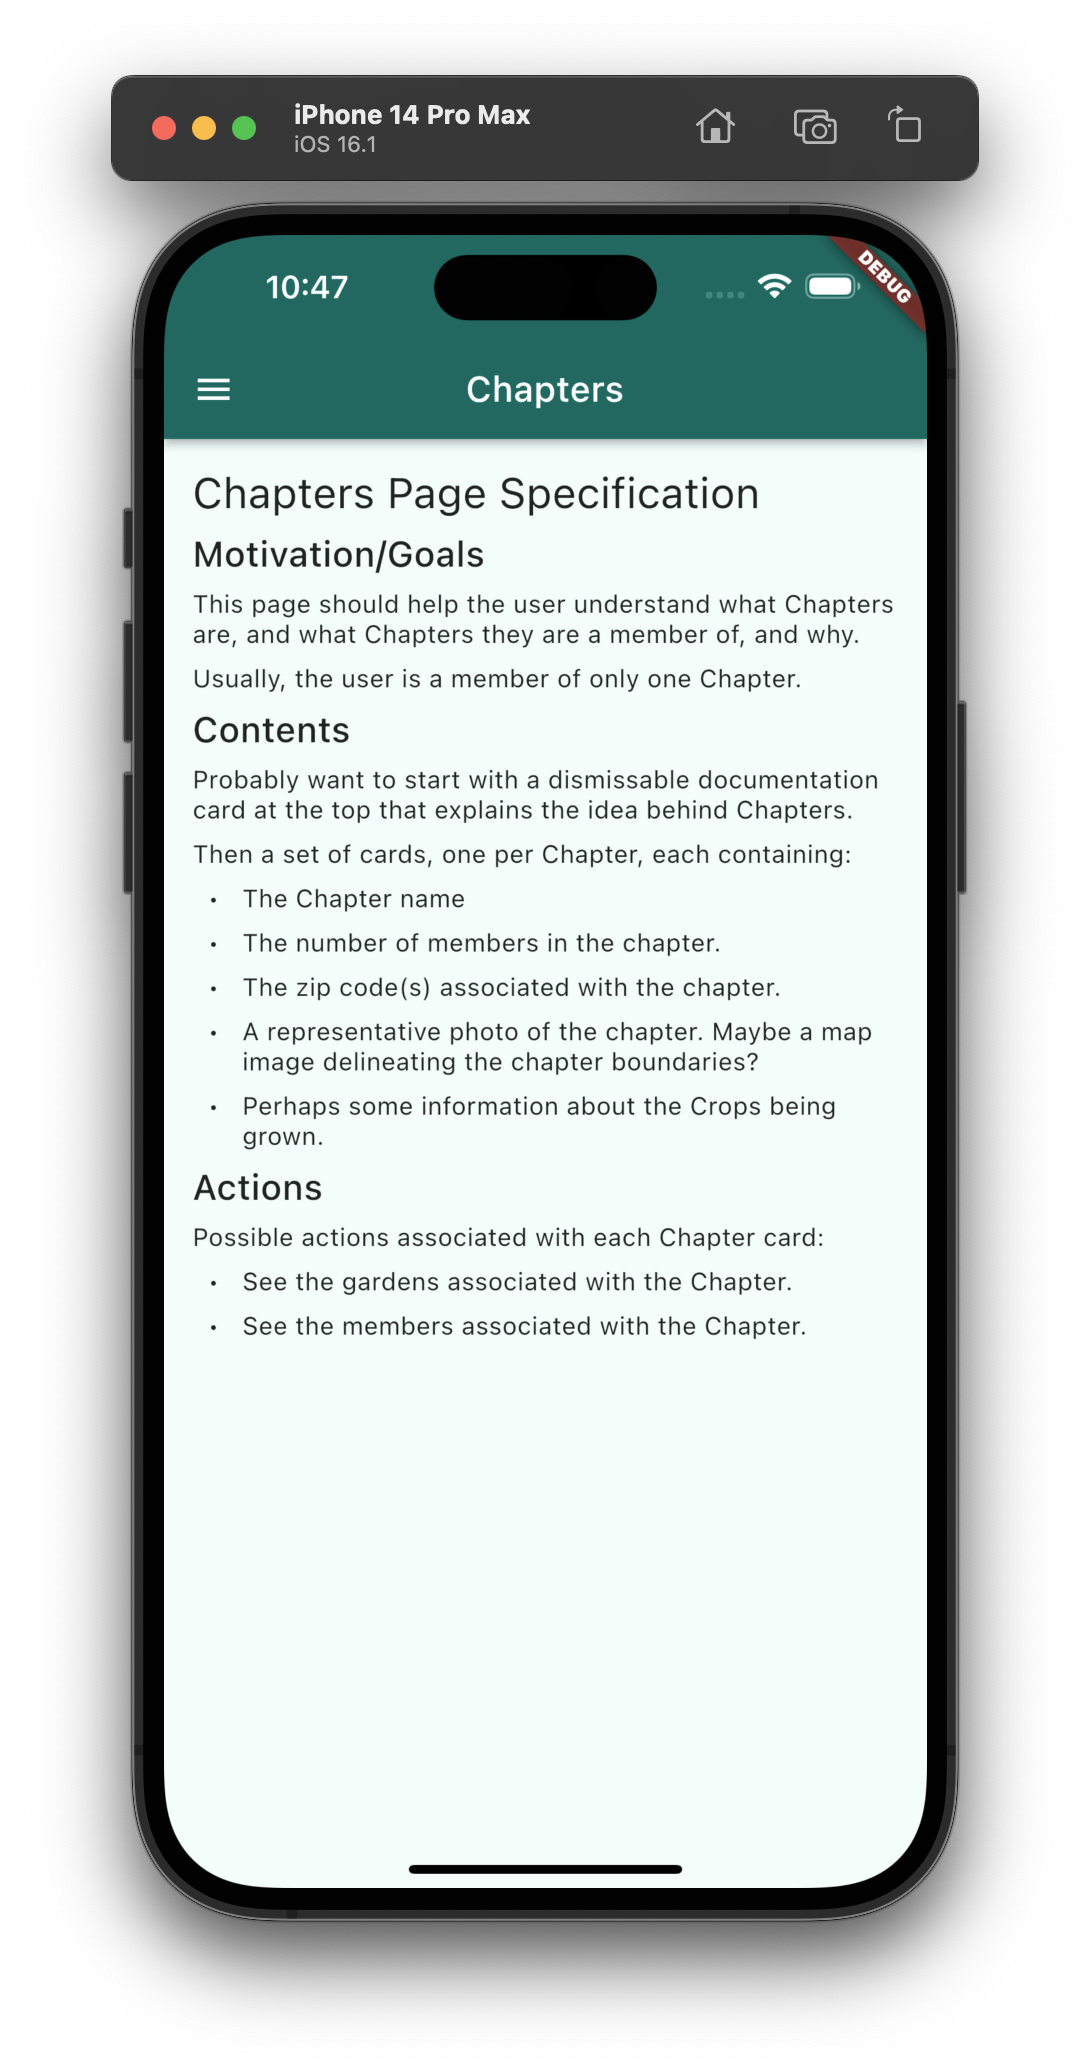 iPhone 14 Pro Max
iOS 16.1
10:47
DEBUG
Chapters
Chapters Page Specification
Motivation/Goals
This page should help the user understand what Chapters
are, and what Chapters they are a member of, and why.
Usually, the user is a member of only one Chapter.
Contents
Probably want to start with a dismissable documentation
card at the top that explains the idea behind Chapters.
Then a set of cards, one per Chapter, each containing:
• The Chapter name
• The number of members in the chapter.
• The zip code(s) associated with the chapter.
• A representative photo of the chapter. Maybe a map
image delineating the chapter boundaries?
• Perhaps some information about the Crops being
grown.
Actions
Possible actions associated with each Chapter card:
• See the gardens associated with the Chapter.
• See the members associated with the Chapter.